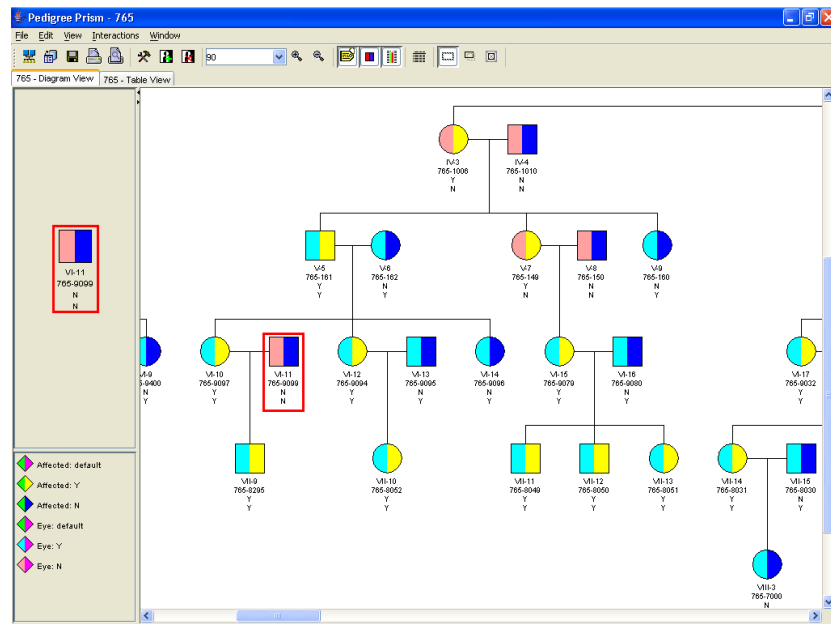 Pedigree Prism - 765
File Edit View Interactions Window
90
765 - Diagram View 765 - Table View
VI-11
765-9099
N
N
Affected: default
Affected: Y
Affected: N
Eye: default
Eye: Y
Eye: N
IV-3 IV-4
765-1006 765-1010
Y N
N N
V-5 V-6 V-7 V-8 V-9
765-161 765-162 765-149 765-150 765-160
Y N Y N N
Y Y N N Y
VI-9 VI-10 VI-11 VI-12 VI-13 VI-14 VI-15 VI-16 VI-17
5-9400 765-9097 765-9099 765-9094 765-9095 765-9096 765-9079 765-9080 765-9032
N Y N Y N N Y N Y
Y Y N Y Y Y Y Y Y
VII-9 VII-10 VII-11 VII-12 VII-13 VII-14 VII-15
765-8295 765-8052 765-8049 765-8050 765-8051 765-8031 765-8030
Y Y Y Y Y Y N
Y Y Y Y Y Y Y
VIII-3
765-7000
N